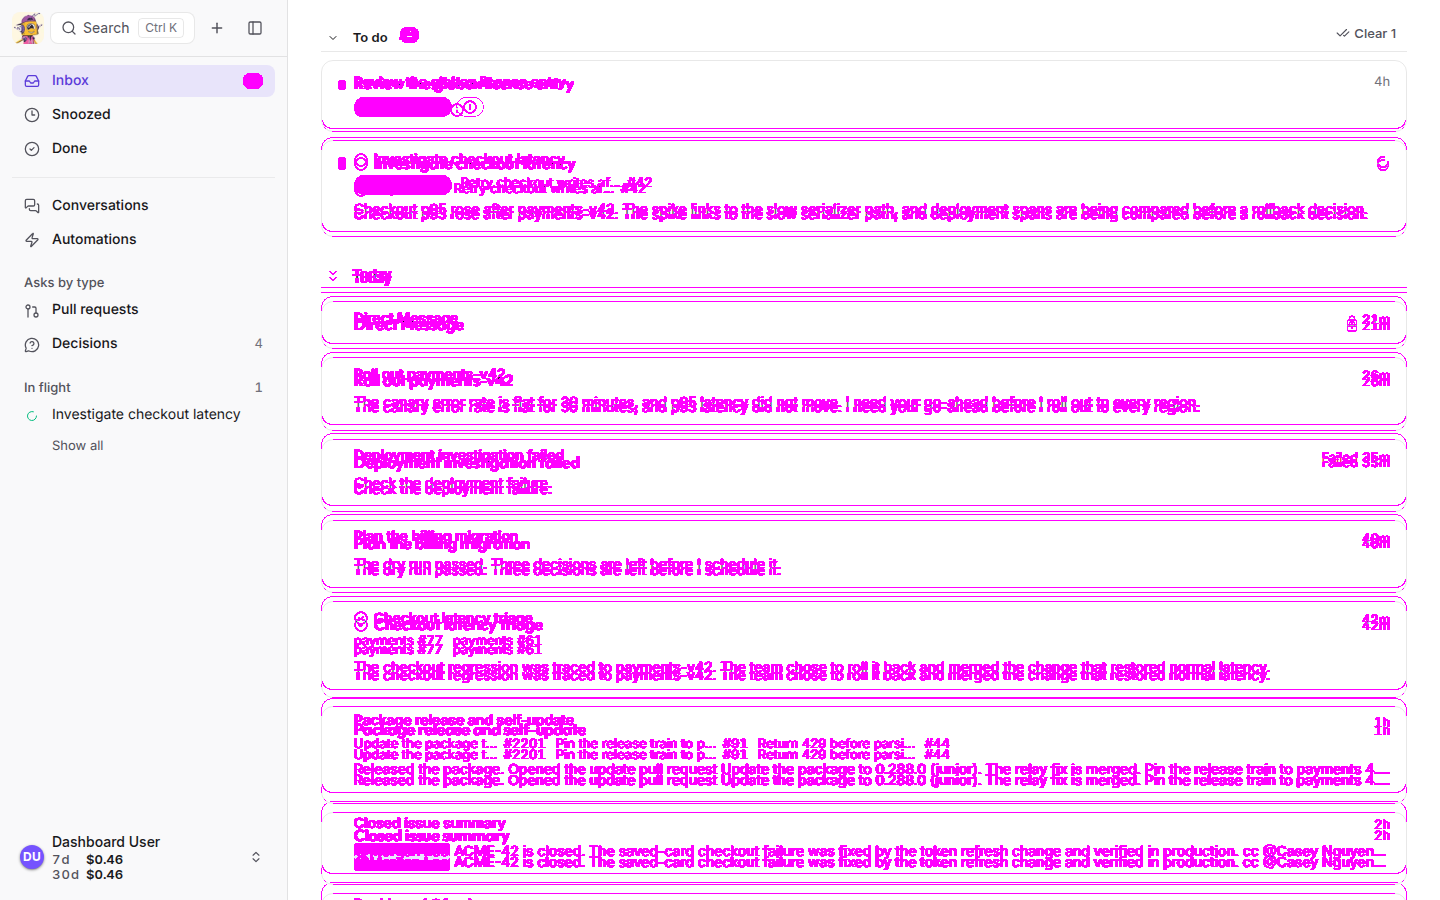 Search Ctrl K
Inbox
Snoozed
Done
Conversations
Automations
Asks by type
Pull requests
Decisions 4
In flight 1
Investigate checkout latency
Show all
DU Dashboard User
7d $0.46
30d $0.46
To do
Clear 1
Review the license entry 4h
Investigate checkout latency
Retry checkout writes af... #42
Checkout p95 rose after payments-v42. The spike links to the slow serializer path, and deployment spans are being compared before a rollback decision.
Today
Direct Message 21m
Roll out payments-v42
The canary error rate is flat for 30 minutes, and p95 latency did not move. I need your go-ahead before I roll out to every region.
Deployment investigation failed Failed 35m
Check the deployment failure.
Plan the billing migration 40m
The dry run passed. Three decisions are left before I schedule it.
Checkout latency triage 42m
payments #77 payments #61
The checkout regression was traced to payments-v42. The team chose to roll it back and merged the change that restored normal latency.
Package release and self-update 1h
Update the package t... #2201 Pin the release train to p... #91 Return 429 before parsi... #44
Released the package. Opened the update pull request Update the package to 0.288.0 (junior). The relay fix is merged. Pin the release train to payments 4...
Closed issue summary 2h
ACME-42 is closed. The saved-card checkout failure was fixed by the token refresh change and verified in production. cc @Casey Nguyen...